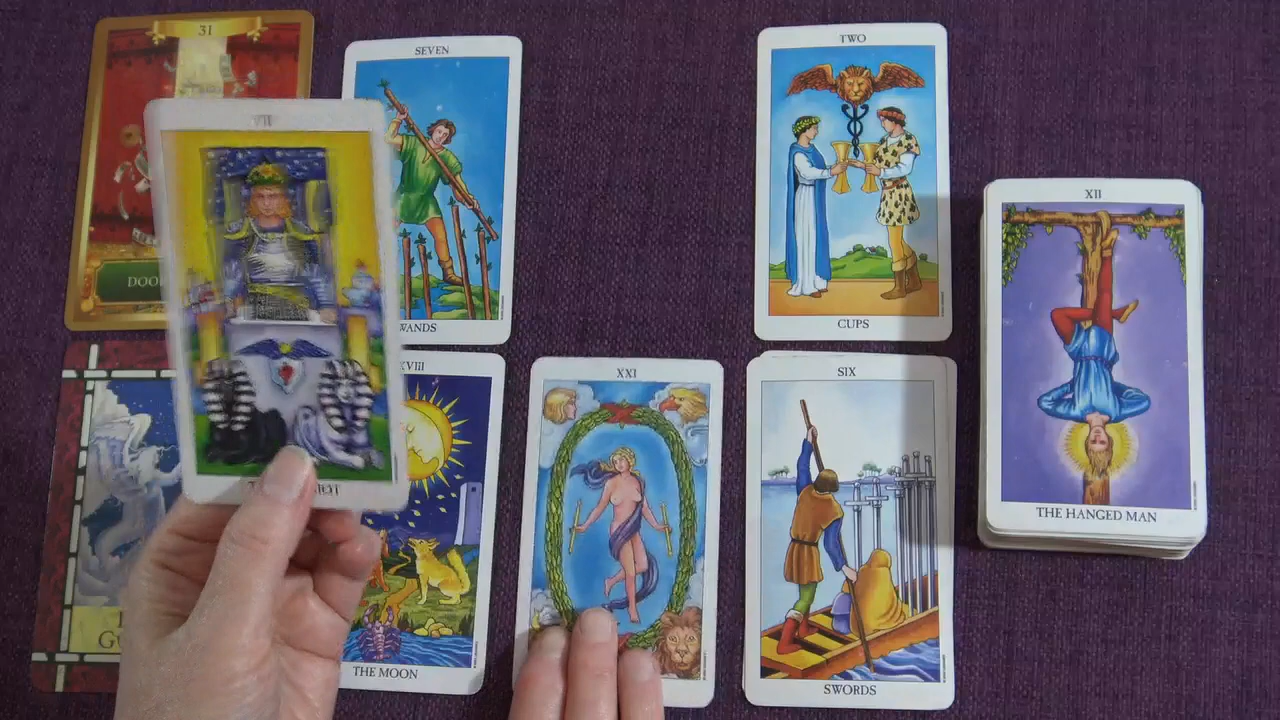 31
SEVEN
WANDS
VII
TWO
CUPS
XII
THE HANGED MAN
XVIII
THE MOON
XXI
SIX
SWORDS